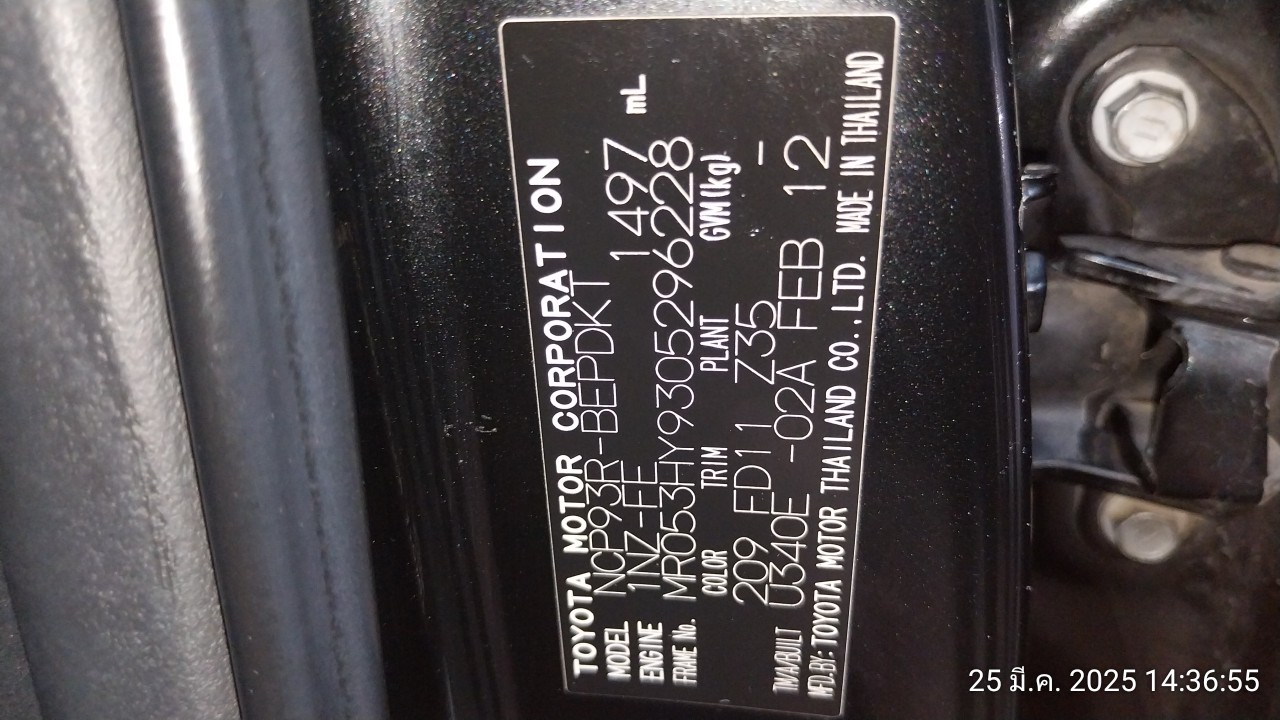 TOYOTA MOTOR CORPORATION
MODEL NCP93R-BEPDKT
ENGINE 1NZ-FE 1497 mL
FRAME No. MR053HY9305296228
COLOR TRIM PLANT GVM(kg)
209 FD11 Z35 -
TM/A/BUILT U340E -02A FEB 12
MFD.BY: TOYOTA MOTOR THAILAND CO.,LTD. MADE IN THAILAND
25 มี.ค. 2025 14:36:55